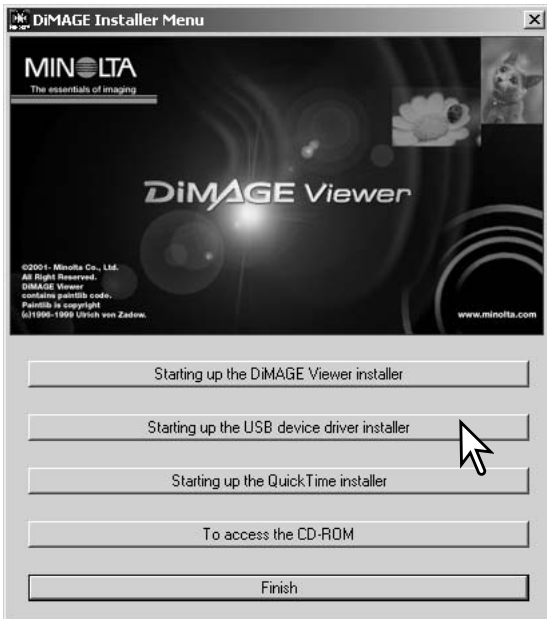 DiMAGE Installer Menu
MINOLTA
The essentials of imaging
DiMAGE Viewer
©2001- Minolta Co., Ltd.
All Right Reserved.
DiMAGE Viewer
contains paintlib code.
Paintlib is copyright
(c)1996-1999 Ulrich von Zadow.
www.minolta.com
Starting up the DiMAGE Viewer installer
Starting up the USB device driver installer
Starting up the QuickTime installer
To access the CD-ROM
Finish